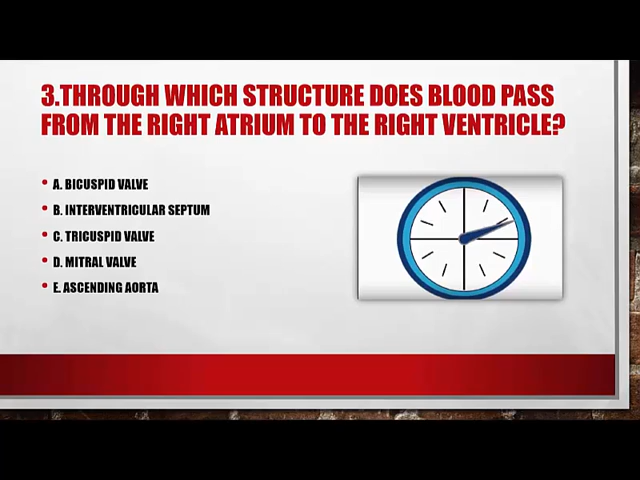 3.THROUGH WHICH STRUCTURE DOES BLOOD PASS
FROM THE RIGHT ATRIUM TO THE RIGHT VENTRICLE?
• A. BICUSPID VALVE
• B. INTERVENTRICULAR SEPTUM
• C. TRICUSPID VALVE
• D. MITRAL VALVE
• E. ASCENDING AORTA